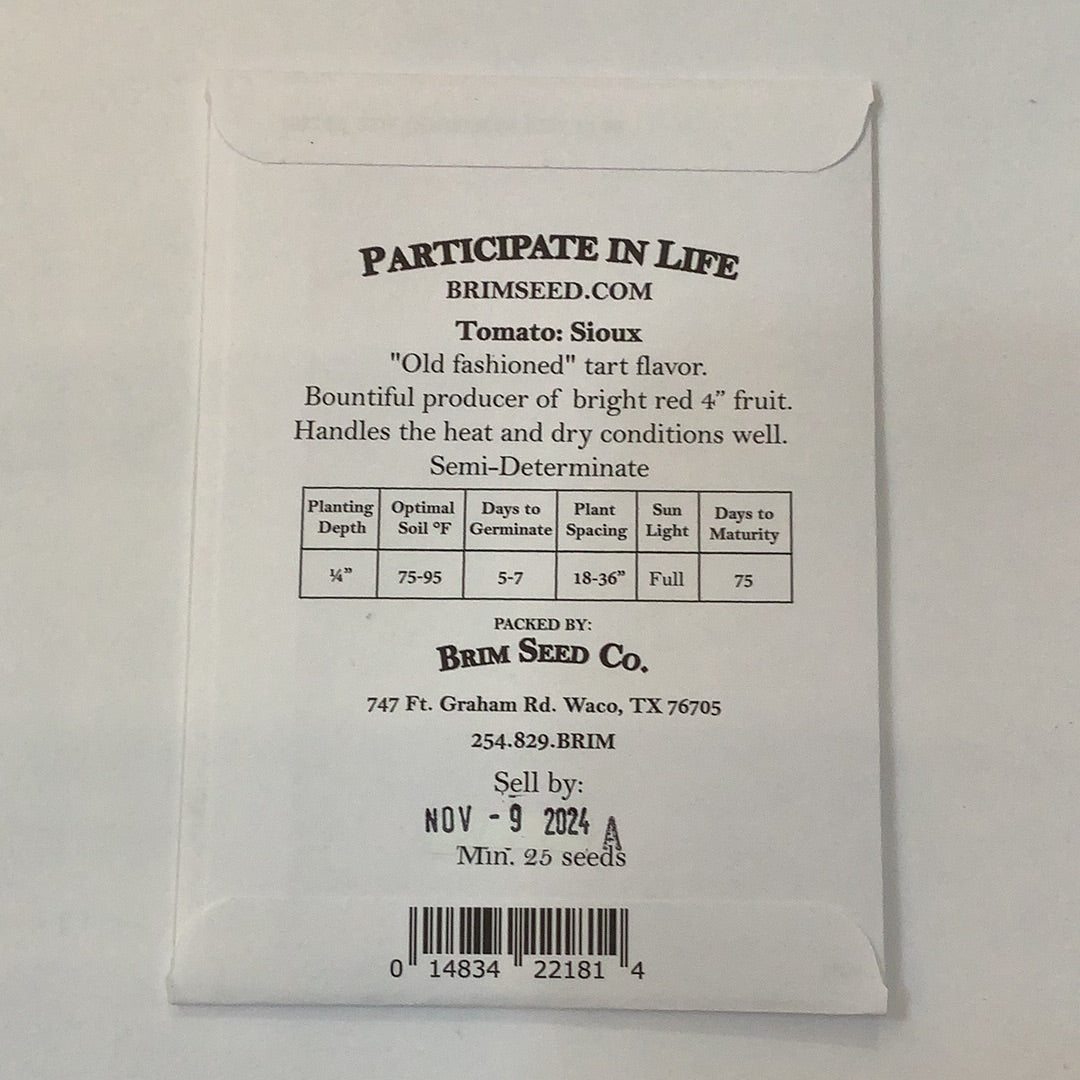 PARTICIPATE IN LIFE
BRIMSEED.COM
Tomato: Sioux
"Old fashioned" tart flavor.
Bountiful producer of bright red 4” fruit.
Handles the heat and dry conditions well.
Semi-Determinate
Planting Depth Optimal Soil °F Days to Germinate Plant Spacing Sun Light Days to Maturity
¼” 75-95 5-7 18-36” Full 75
PACKED BY:
BRIM SEED CO.
747 Ft. Graham Rd. Waco, TX 76705
254.829.BRIM
Sell by:
NOV - 9 2024 A
Min. 25 seeds
0 14834 22181 4